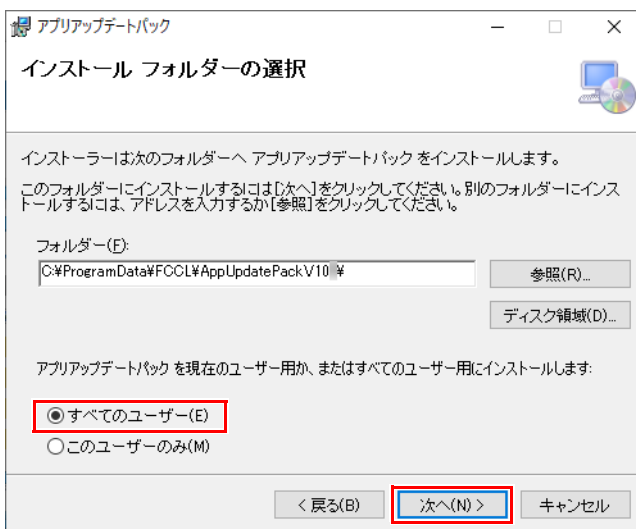 アプリアップデートパック
インストール フォルダーの選択
インストーラーは次のフォルダーへ アプリアップデートパック をインストールします。
このフォルダーにインストールするには[次へ]をクリックしてください。別のフォルダーにインス
トールするには、アドレスを入力するか[参照]をクリックしてください。
フォルダー(F):
C:¥ProgramData¥FCCL¥AppUpdatePackV10 ¥
参照(R)...
ディスク領域(D)...
アプリアップデートパック を現在のユーザー用か、またはすべてのユーザー用にインストールします:
すべてのユーザー(E)
このユーザーのみ(M)
< 戻る(B)
次へ(N) >
キャンセル